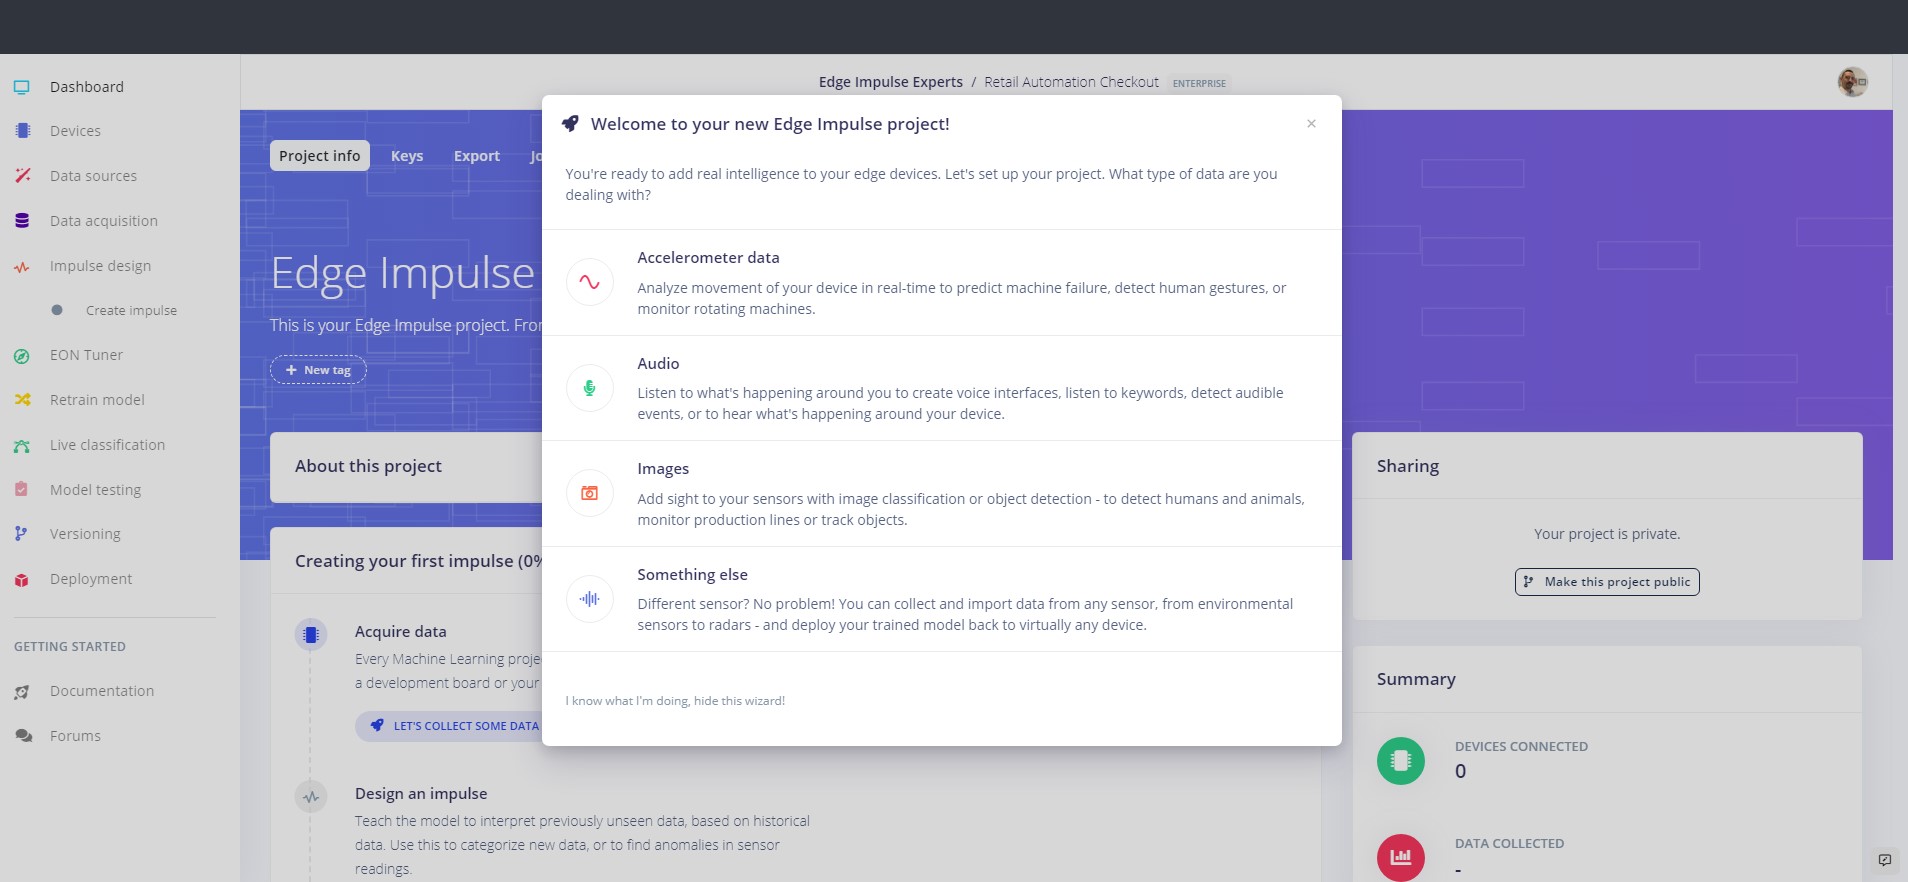 Dashboard
Devices
Data sources
Data acquisition
Impulse design
Create impulse
EON Tuner
Retrain model
Live classification
Model testing
Versioning
Deployment
GETTING STARTED
Documentation
Forums
Edge Impulse Experts / Retail Automation Checkout ENTERPRISE
Project info Keys Export
Edge Impulse
This is your Edge Impulse project. From
+ New tag
About this project
Creating your first impulse (0%
Acquire data
Every Machine Learning proje
a development board or your
LET'S COLLECT SOME DATA
Design an impulse
Teach the model to interpret previously unseen data, based on historical
data. Use this to categorize new data, or to find anomalies in sensor
readings.
Welcome to your new Edge Impulse project!
You're ready to add real intelligence to your edge devices. Let's set up your project. What type of data are you
dealing with?
Accelerometer data
Analyze movement of your device in real-time to predict machine failure, detect human gestures, or
monitor rotating machines.
Audio
Listen to what's happening around you to create voice interfaces, listen to keywords, detect audible
events, or to hear what's happening around your device.
Images
Add sight to your sensors with image classification or object detection - to detect humans and animals,
monitor production lines or track objects.
Something else
Different sensor? No problem! You can collect and import data from any sensor, from environmental
sensors to radars - and deploy your trained model back to virtually any device.
I know what I'm doing, hide this wizard!
Sharing
Your project is private.
Make this project public
Summary
DEVICES CONNECTED
0
DATA COLLECTED
-